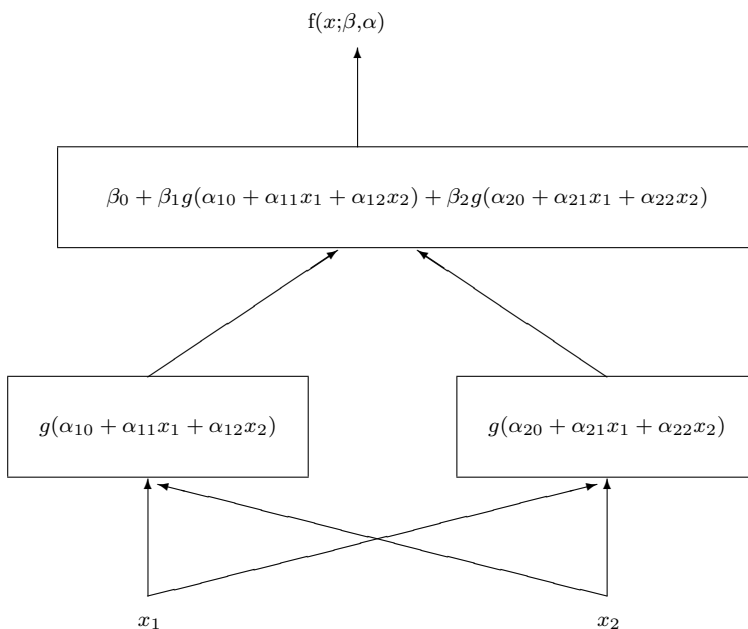 f(x;β,α)
β₀ + β₁g(α₁₀ + α₁₁x₁ + α₁₂x₂) + β₂g(α₂₀ + α₂₁x₁ + α₂₂x₂)
g(α₁₀ + α₁₁x₁ + α₁₂x₂)
g(α₂₀ + α₂₁x₁ + α₂₂x₂)
x₁
x₂